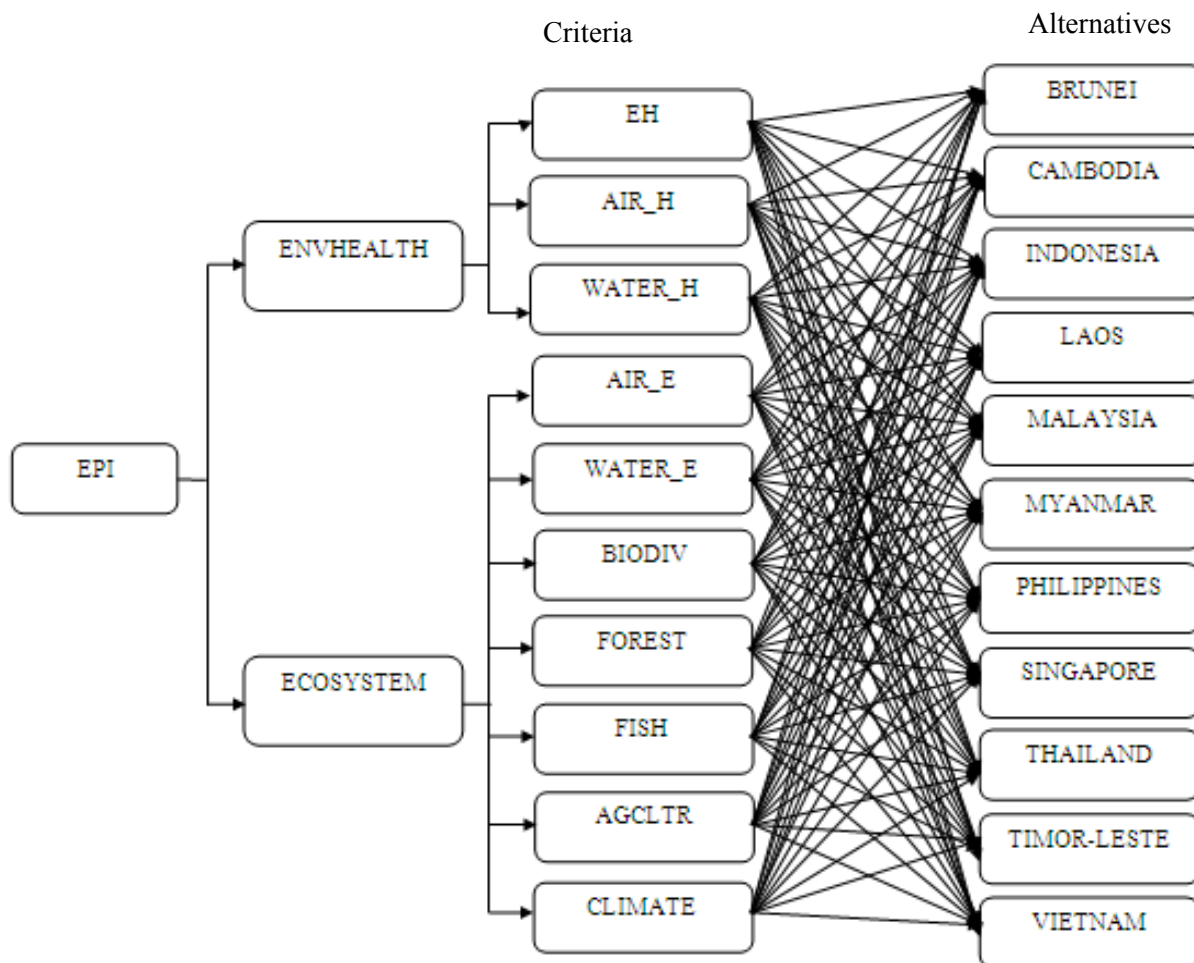 Criteria
Alternatives
EPI
ENVHEALTH
ECOSYSTEM
EH
AIR_H
WATER_H
AIR_E
WATER_E
BIODIV
FOREST
FISH
AGCLTR
CLIMATE
BRUNEI
CAMBODIA
INDONESIA
LAOS
MALAYSIA
MYANMAR
PHILIPPINES
SINGAPORE
THAILAND
TIMOR-LESTE
VIETNAM